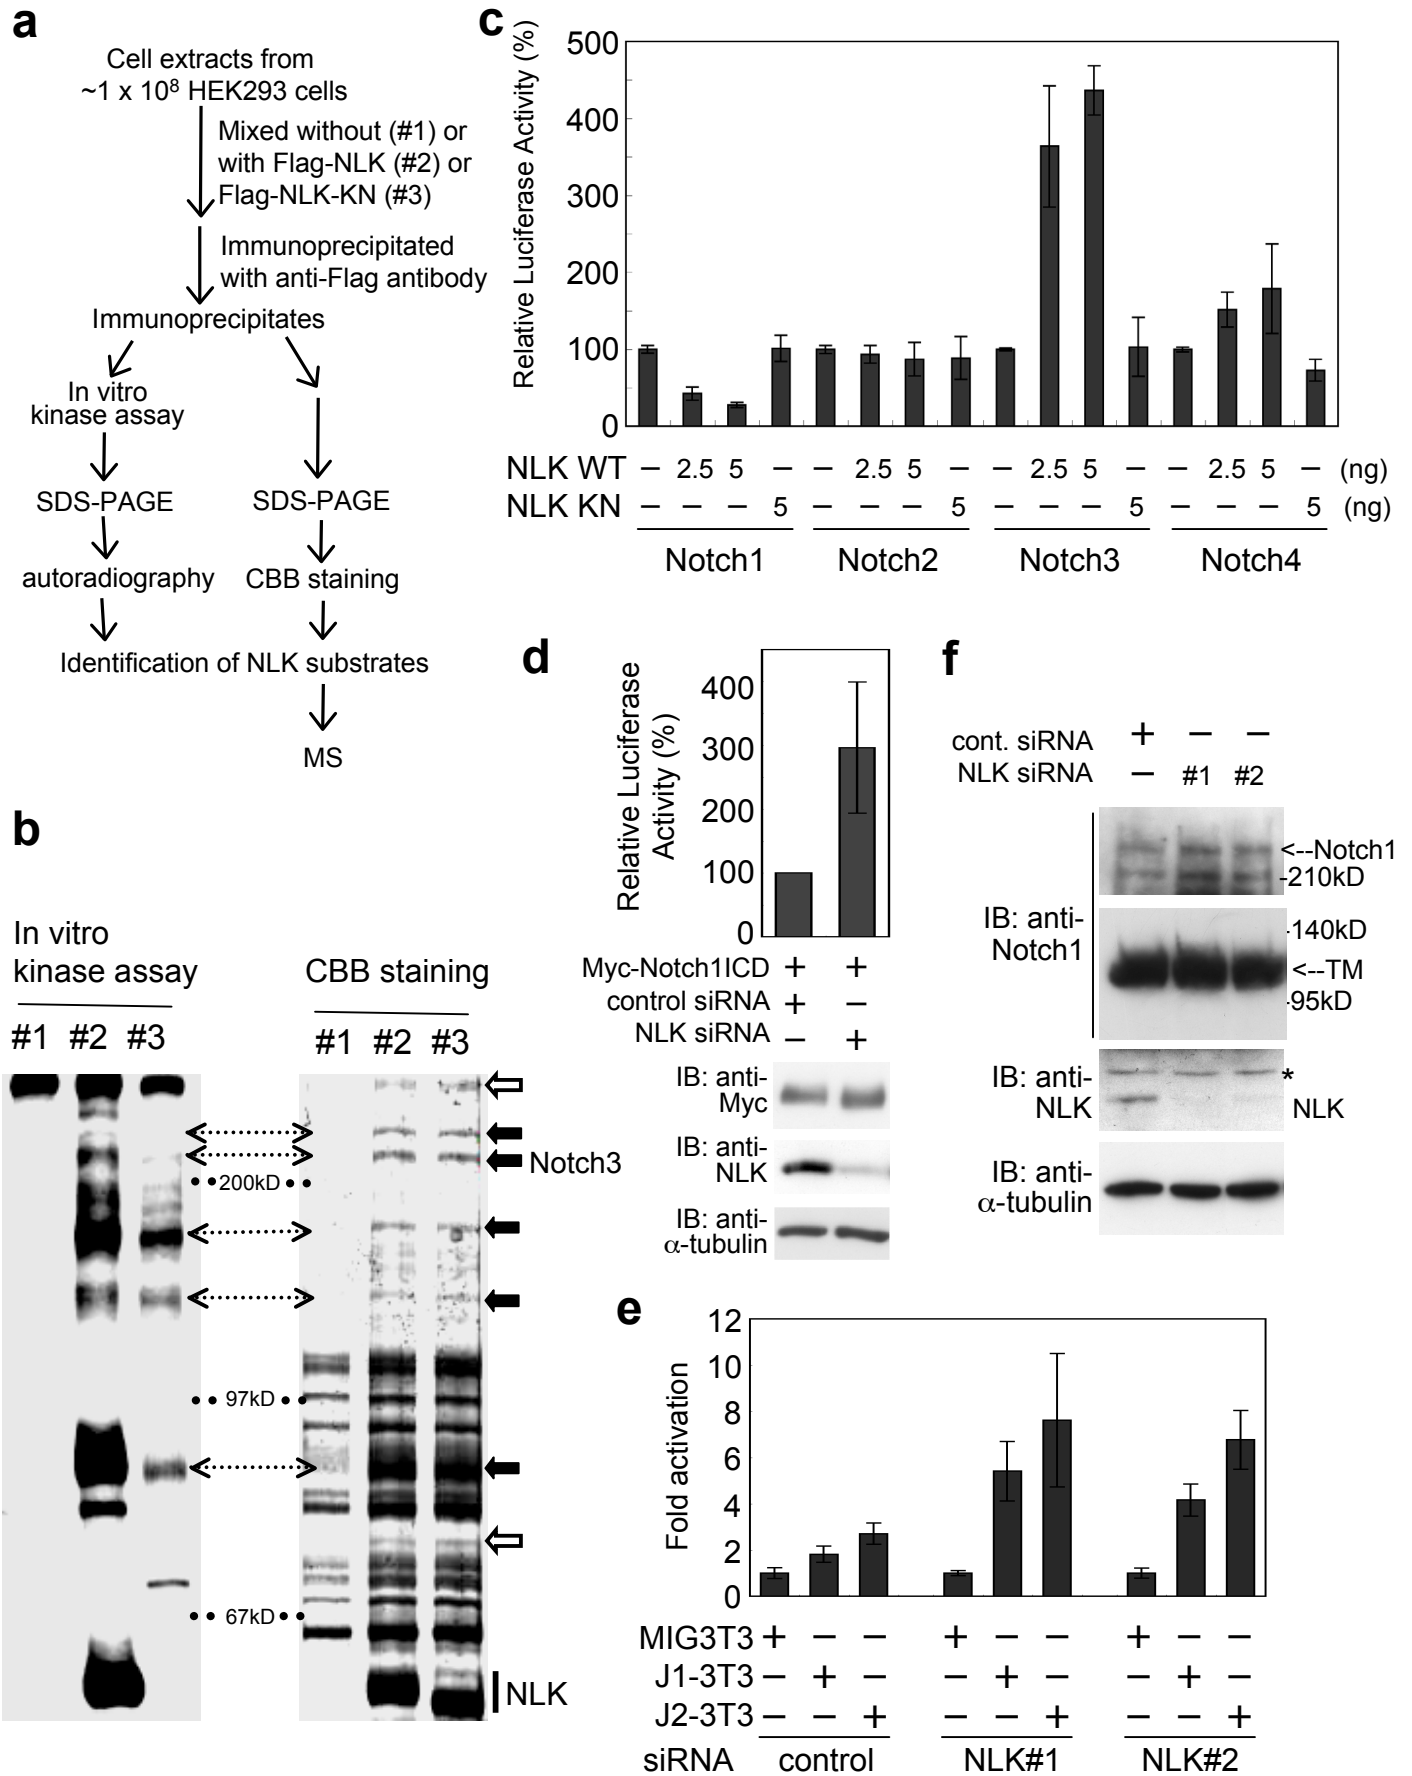 a
Cell extracts from
~1 x 10⁸ HEK293 cells
Mixed without (#1) or
with Flag-NLK (#2) or
Flag-NLK-KN (#3)
Immunoprecipitated
with anti-Flag antibody
Immunoprecipitates
In vitro
kinase assay
SDS-PAGE SDS-PAGE
autoradiography CBB staining
Identification of NLK substrates
MS
b
In vitro
kinase assay CBB staining
#1 #2 #3 #1 #2 #3
Notch3
200kD
97kD
67kD
NLK
c
Relative Luciferase Activity (%)
500
400
300
200
100
0
NLK WT – 2.5 5 – – 2.5 5 – – 2.5 5 – – 2.5 5 – (ng)
NLK KN – – – 5 – – – 5 – – – 5 – – – 5 (ng)
Notch1 Notch2 Notch3 Notch4
d
Relative Luciferase
Activity (%)
400
300
200
100
0
Myc-Notch1ICD + +
control siRNA + –
NLK siRNA – +
IB: anti-
Myc
IB: anti-
NLK
IB: anti-
α-tubulin
e
Fold activation
12
10
8
6
4
2
0
MIG3T3 + – – + – – + – –
J1-3T3 – + – – + – – + –
J2-3T3 – – + – – + – – +
siRNA control NLK#1 NLK#2
f
cont. siRNA + – –
NLK siRNA – #1 #2
<--Notch1
-210kD
IB: anti-
Notch1
-140kD
<--TM
-95kD
IB: anti-
NLK
*
NLK
IB: anti-
α-tubulin